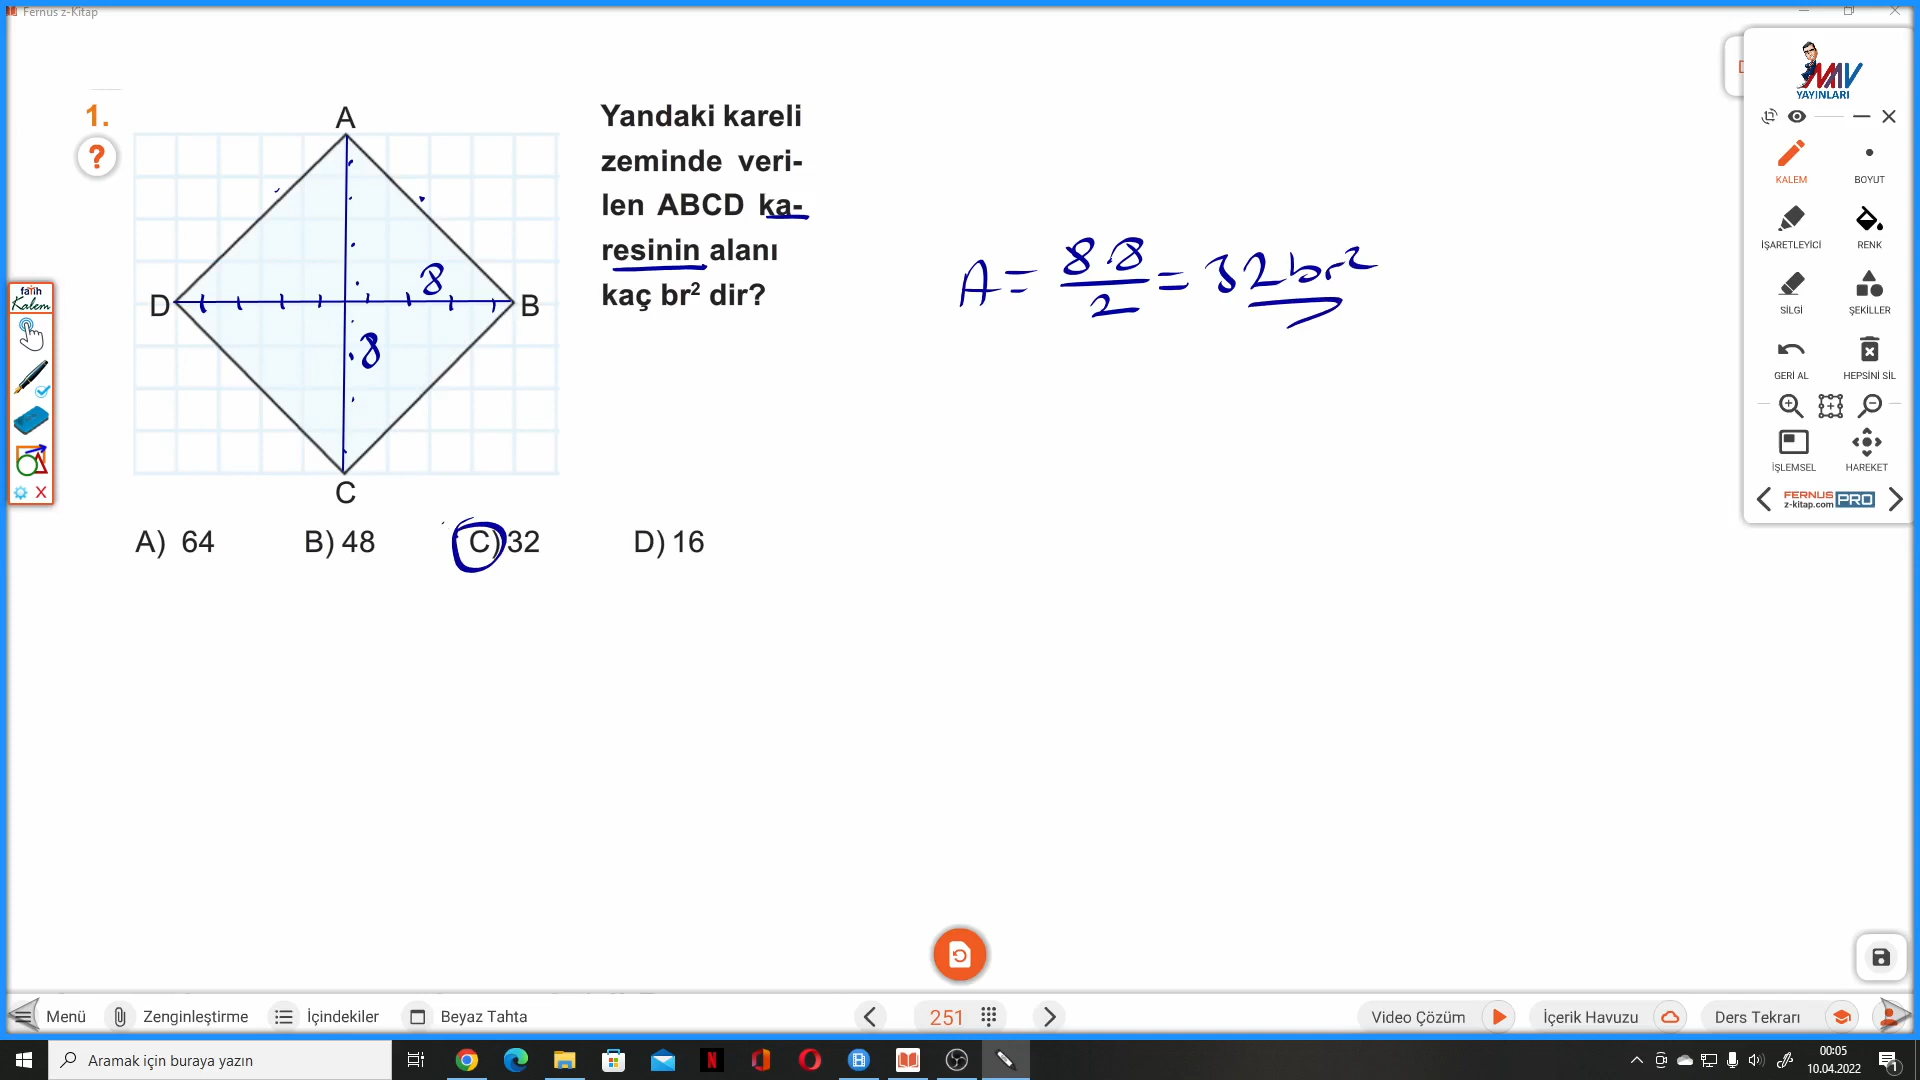 Fernus z-Kitap
1.
?
A
D
B
C
8
8
Yandaki kareli
zeminde veri-
len ABCD ka-
resinin alanı
kaç br² dir?
A = 8.8/2 = 32 br²
A) 64 B) 48 C) 32 D) 16
fatih
Kalem
MAV
YAYINLARI
KALEM BOYUT
İŞARETLEYİCİ RENK
SİLGİ ŞEKİLLER
GERİ AL HEPSİNİ SİL
İŞLEMSEL HAREKET
FERNUS
z-kitap.com PRO
Menü Zenginleştirme İçindekiler Beyaz Tahta 251 Video Çözüm İçerik Havuzu Ders Tekrarı
Aramak için buraya yazın
00:05
10.04.2022
1